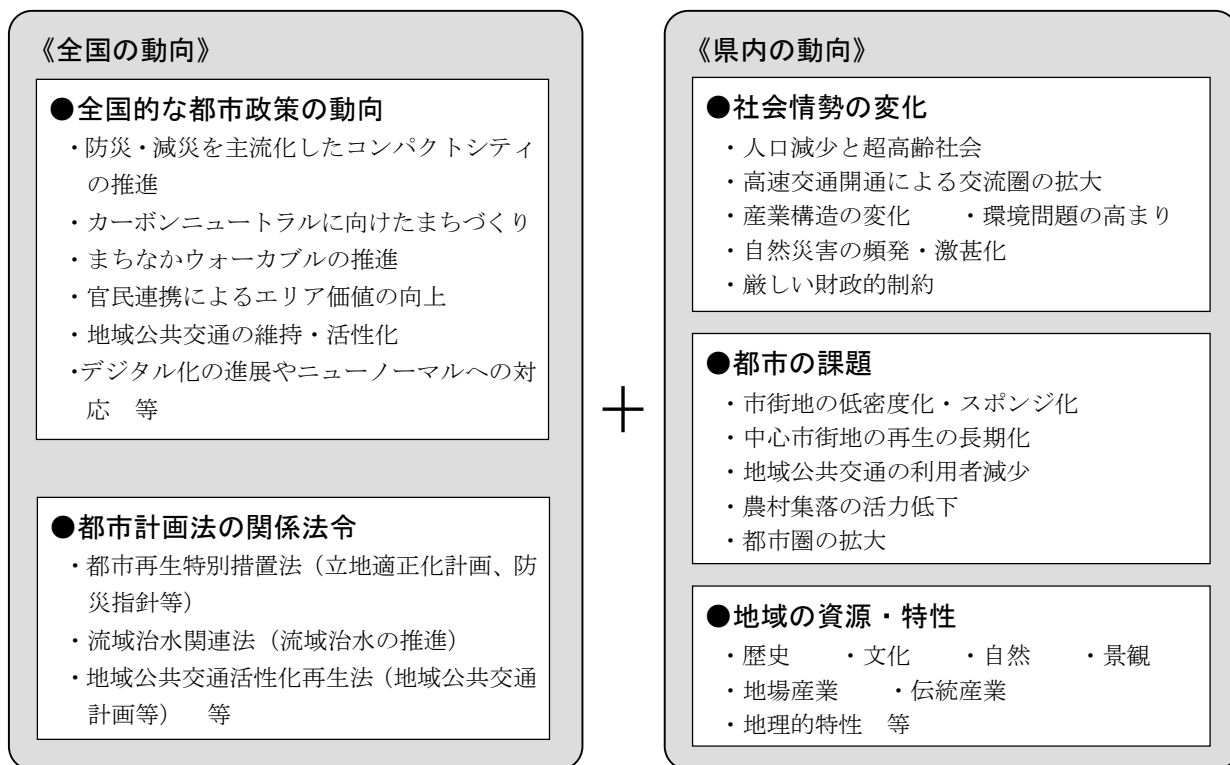 《全国の動向》
●全国的な都市政策の動向
・防災・減災を主流化したコンパクトシティ
の推進
・カーボンニュートラルに向けたまちづくり
・まちなかウォーカブルの推進
・官民連携によるエリア価値の向上
・地域公共交通の維持・活性化
・デジタル化の進展やニューノーマルへの対
応　等
●都市計画法の関係法令
・都市再生特別措置法（立地適正化計画、防
災指針等）
・流域治水関連法（流域治水の推進）
・地域公共交通活性化再生法（地域公共交通
計画等）　等
＋
《県内の動向》
●社会情勢の変化
・人口減少と超高齢社会
・高速交通開通による交流圏の拡大
・産業構造の変化　　・環境問題の高まり
・自然災害の頻発・激甚化
・厳しい財政的制約
●都市の課題
・市街地の低密度化・スポンジ化
・中心市街地の再生の長期化
・地域公共交通の利用者減少
・農村集落の活力低下
・都市圏の拡大
●地域の資源・特性
・歴史　　・文化　　・自然　　・景観
・地場産業　　・伝統産業
・地理的特性　等